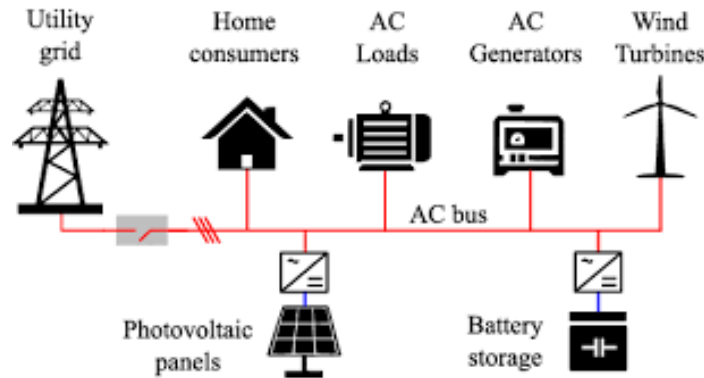 Utility
grid
Home
consumers
AC
Loads
AC
Generators
Wind
Turbines
AC bus
Photovoltaic
panels
Battery
storage